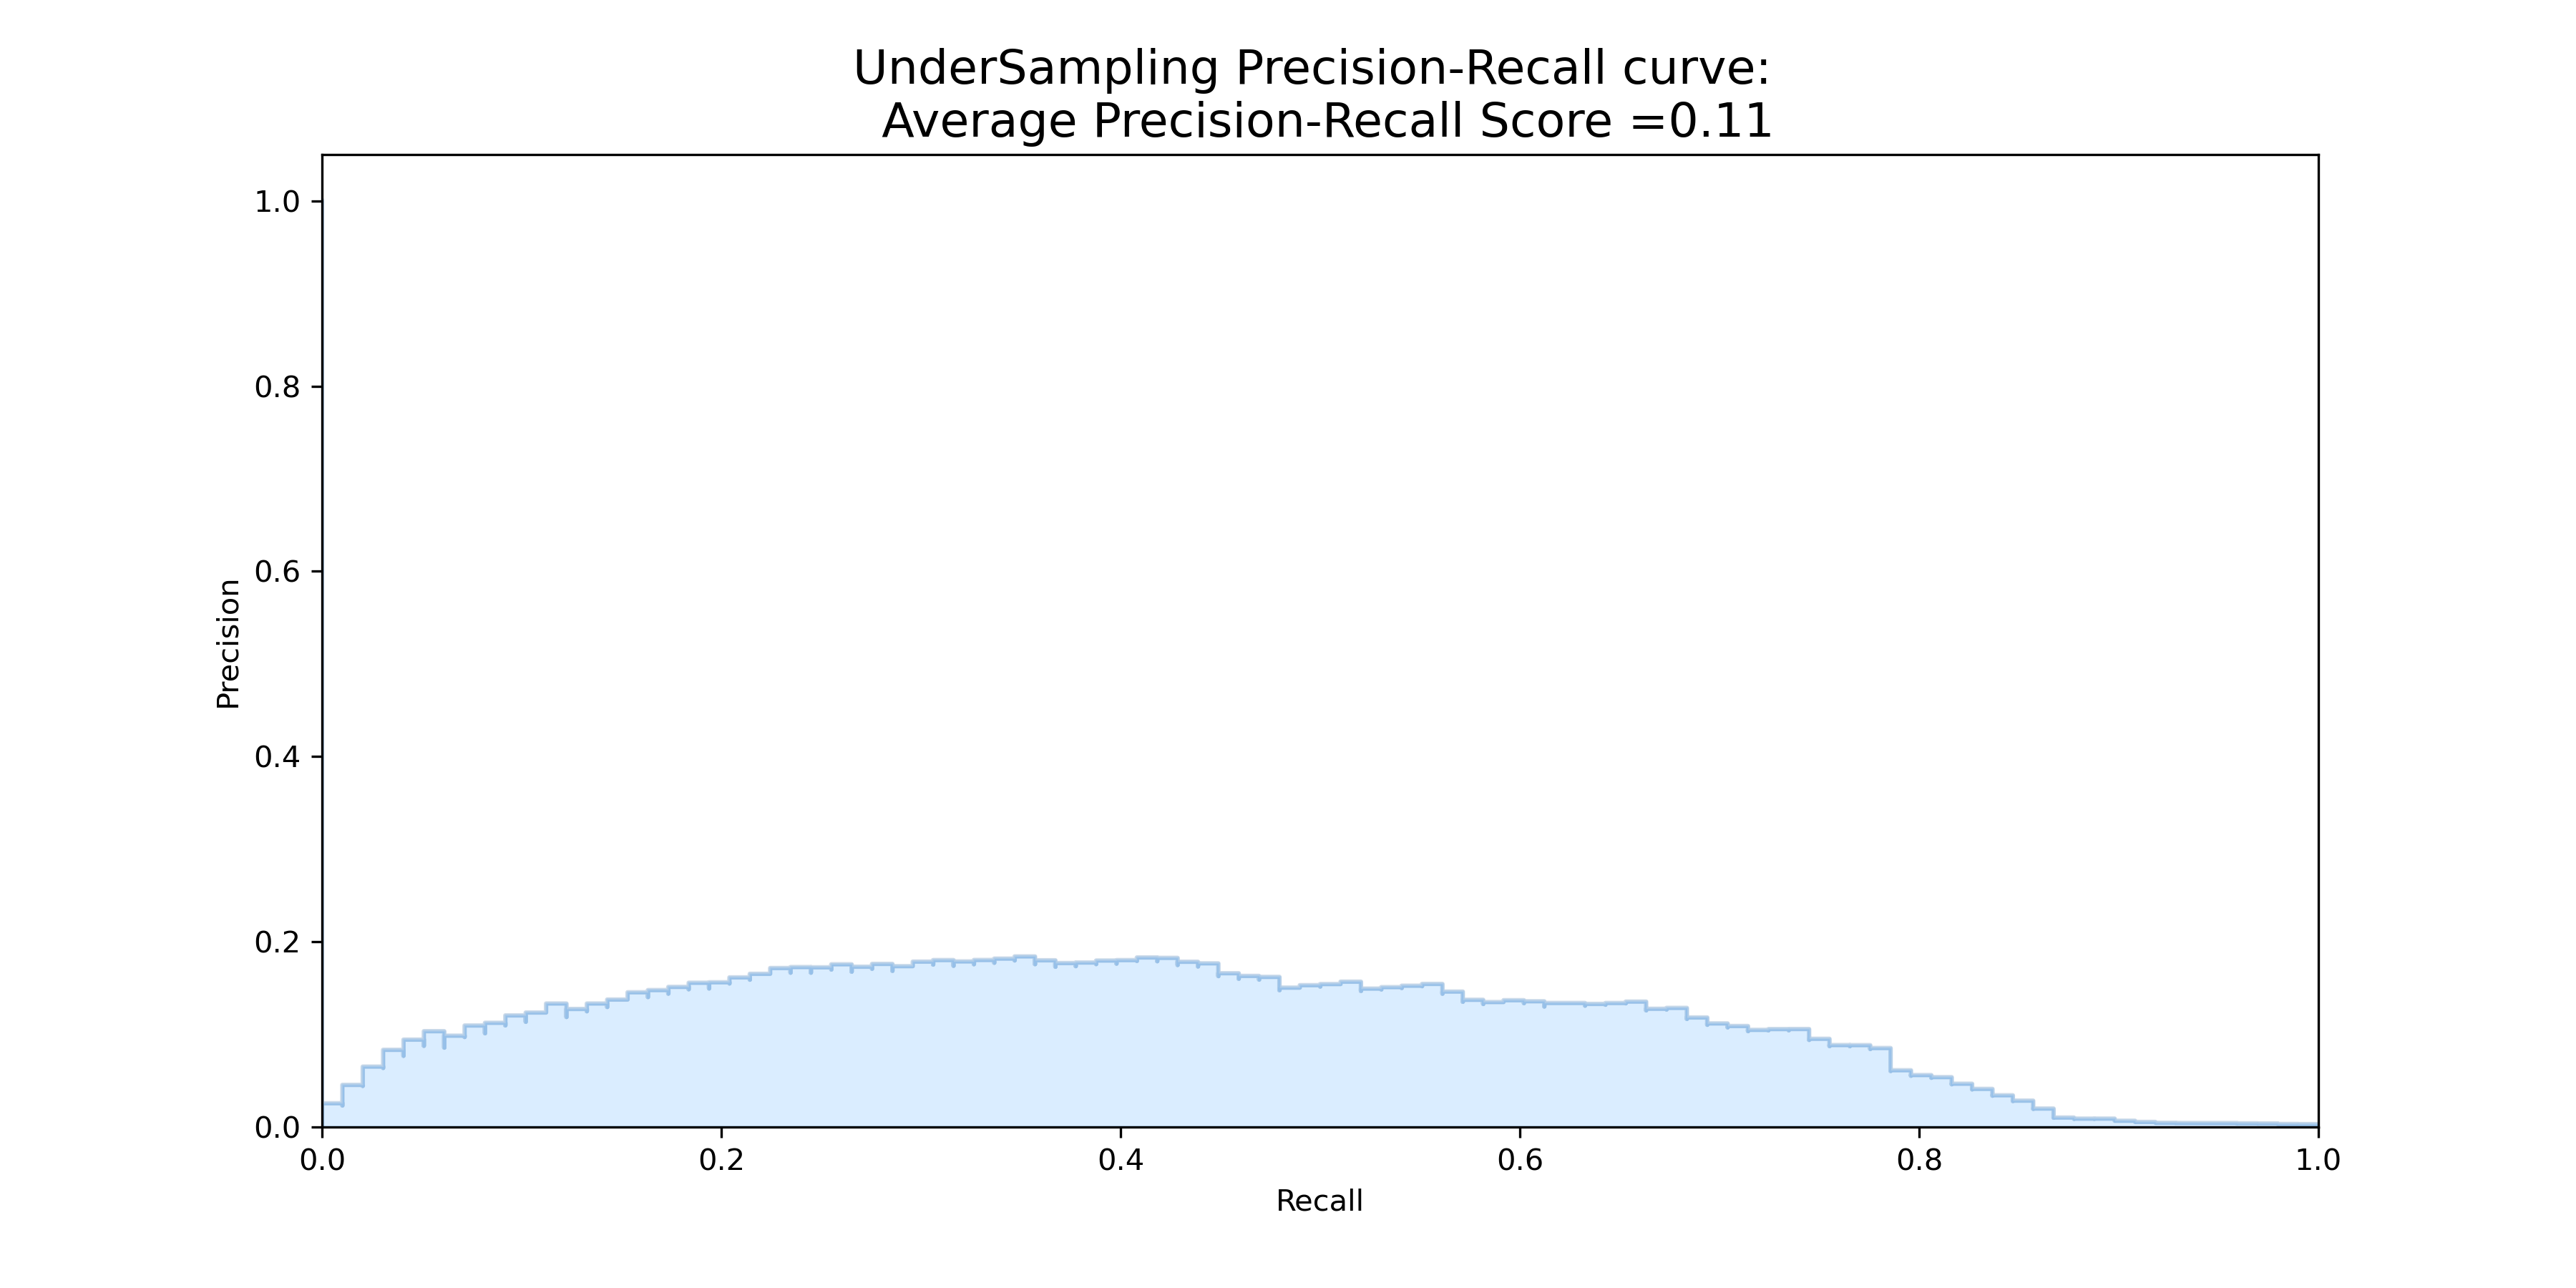 UnderSampling Precision-Recall curve:
Average Precision-Recall Score =0.11
1.0
0.8
0.6
0.4
0.2
0.0
Precision
0.0 0.2 0.4 0.6 0.8 1.0
Recall